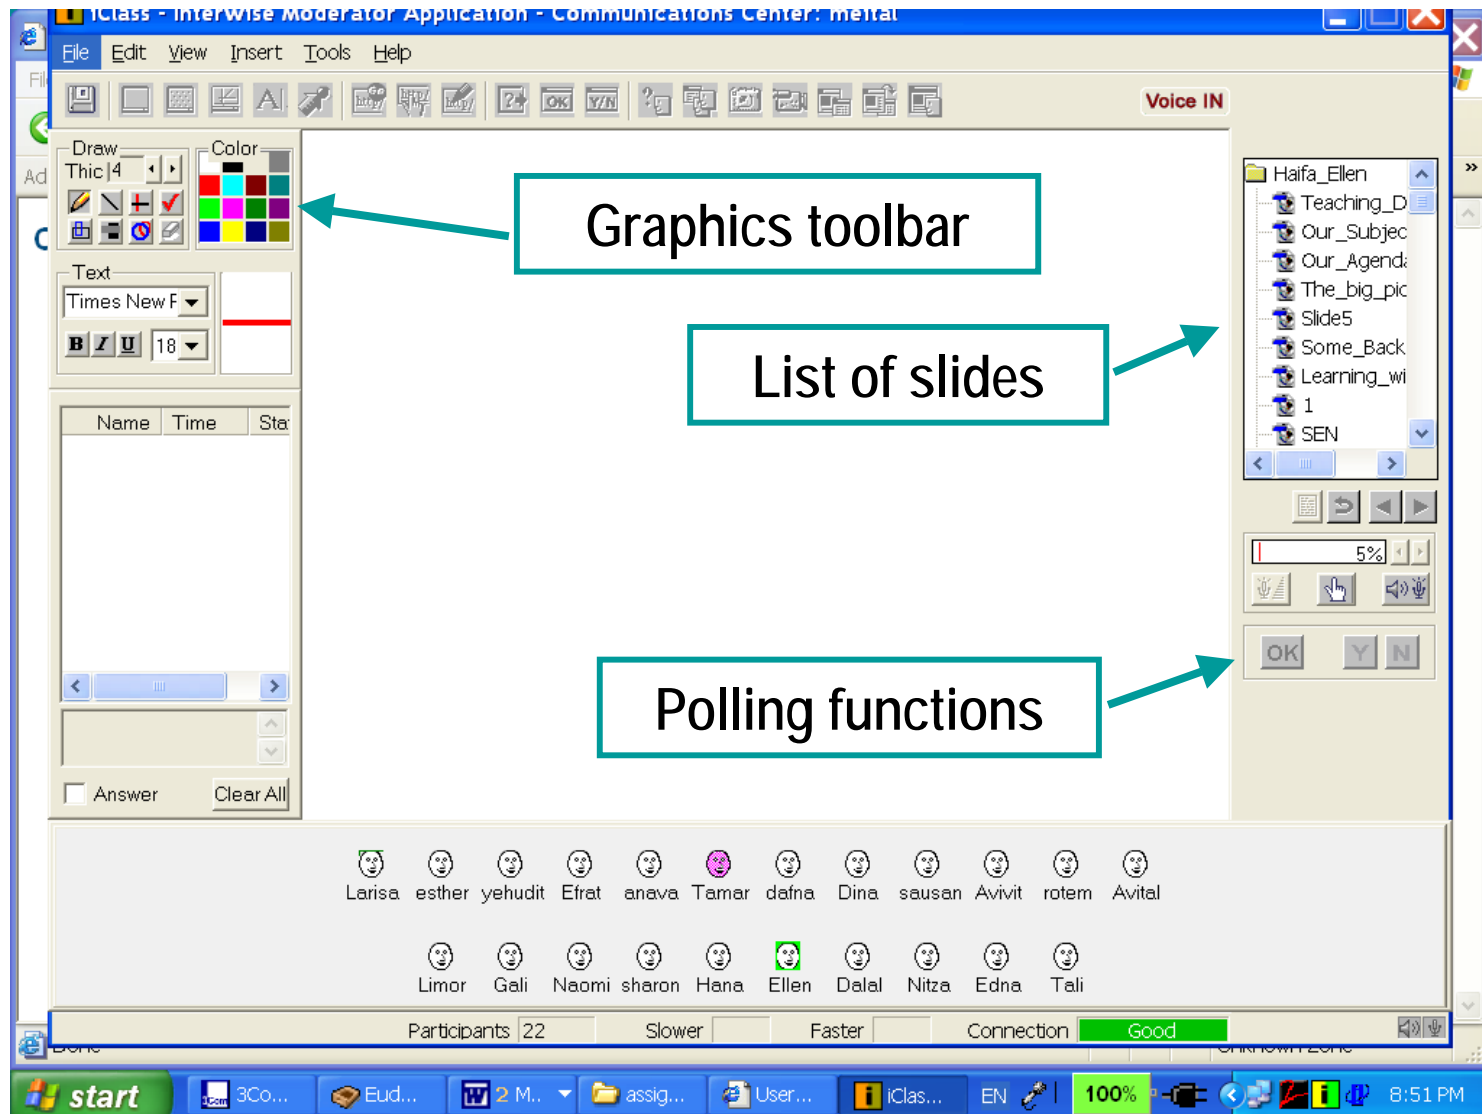 iClass - InterWise Moderator Application - Communications Center: meital
File Edit View Insert Tools Help
Voice IN
Draw
Thic 4
Color
Text
Times New F
B I U 18
Name Time Sta
Answer Clear All
Graphics toolbar
List of slides
Polling functions
Haifa_Ellen
Teaching_D
Our_Subjec
Our_Agenda
The_big_pic
Slide5
Some_Back
Learning_wi
1
SEN
5%
OK Y N
Larisa esther yehudit Efrat anava Tamar dafna Dina sausan Avivit rotem Avital
Limor Gali Naomi sharon Hana Ellen Dalal Nitza Edna Tali
Participants 22 Slower Faster Connection Good
start 3Co... Eud... 2 M.. assig... User... iClas... EN 100% 8:51 PM